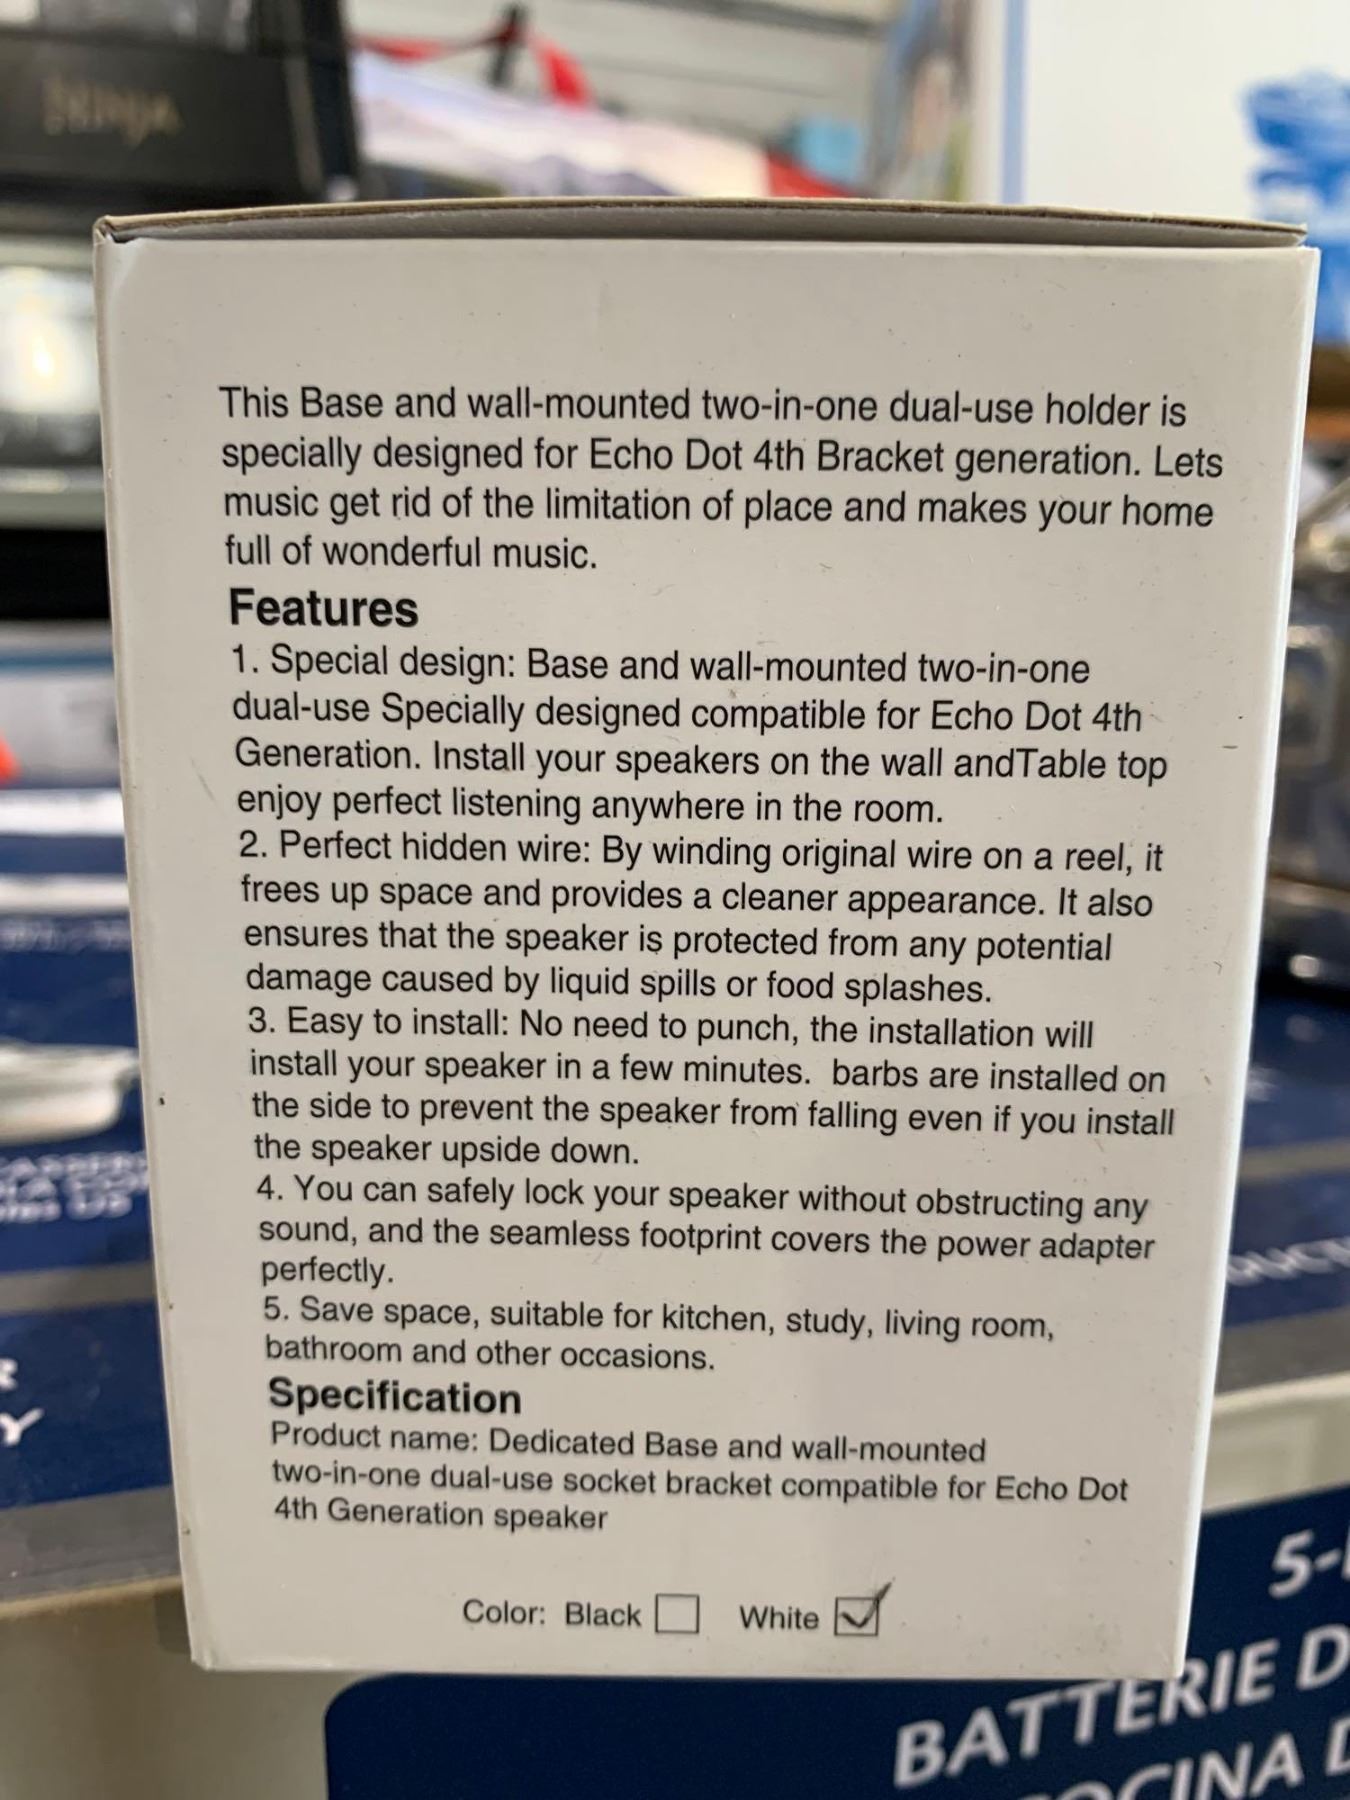 NINJA
This Base and wall-mounted two-in-one dual-use holder is
specially designed for Echo Dot 4th Bracket generation. Lets
music get rid of the limitation of place and makes your home
full of wonderful music.
Features
1. Special design: Base and wall-mounted two-in-one
dual-use Specially designed compatible for Echo Dot 4th
Generation. Install your speakers on the wall andTable top
enjoy perfect listening anywhere in the room.
2. Perfect hidden wire: By winding original wire on a reel, it
frees up space and provides a cleaner appearance. It also
ensures that the speaker is protected from any potential
damage caused by liquid spills or food splashes.
3. Easy to install: No need to punch, the installation will
install your speaker in a few minutes.  barbs are installed on
the side to prevent the speaker from falling even if you install
the speaker upside down.
4. You can safely lock your speaker without obstructing any
sound, and the seamless footprint covers the power adapter
perfectly.
5. Save space, suitable for kitchen, study, living room,
bathroom and other occasions.
Specification
Product name: Dedicated Base and wall-mounted
two-in-one dual-use socket bracket compatible for Echo Dot
4th Generation speaker
Color: Black White
5-
BATTERIE D
OCINA D